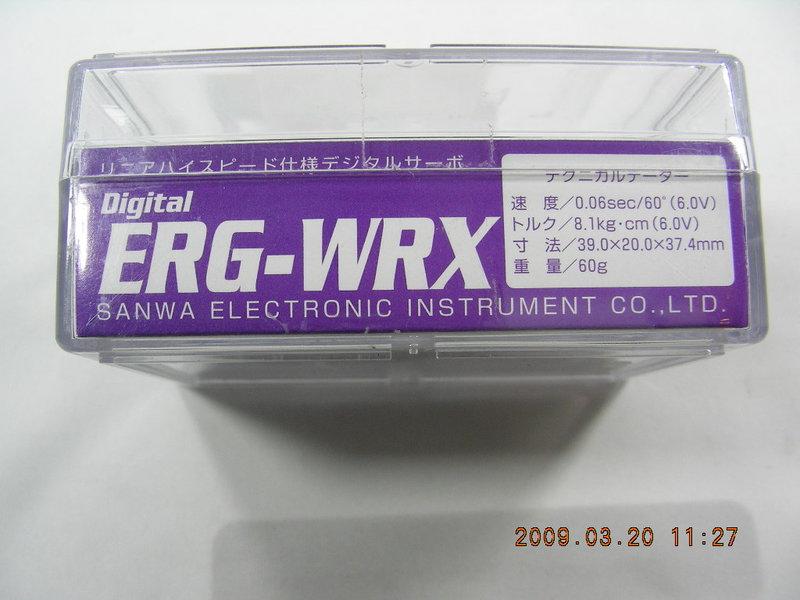 リニアハイスピード仕様デジタルサーボ
Digital
ERG-WRX
SANWA ELECTRONIC INSTRUMENT CO.,LTD.
テクニカルデーター
速 度/0.06sec/60°(6.0V)
トルク/8.1kg·cm(6.0V)
寸 法/39.0×20.0×37.4mm
重 量/60g
2009.03.20 11:27